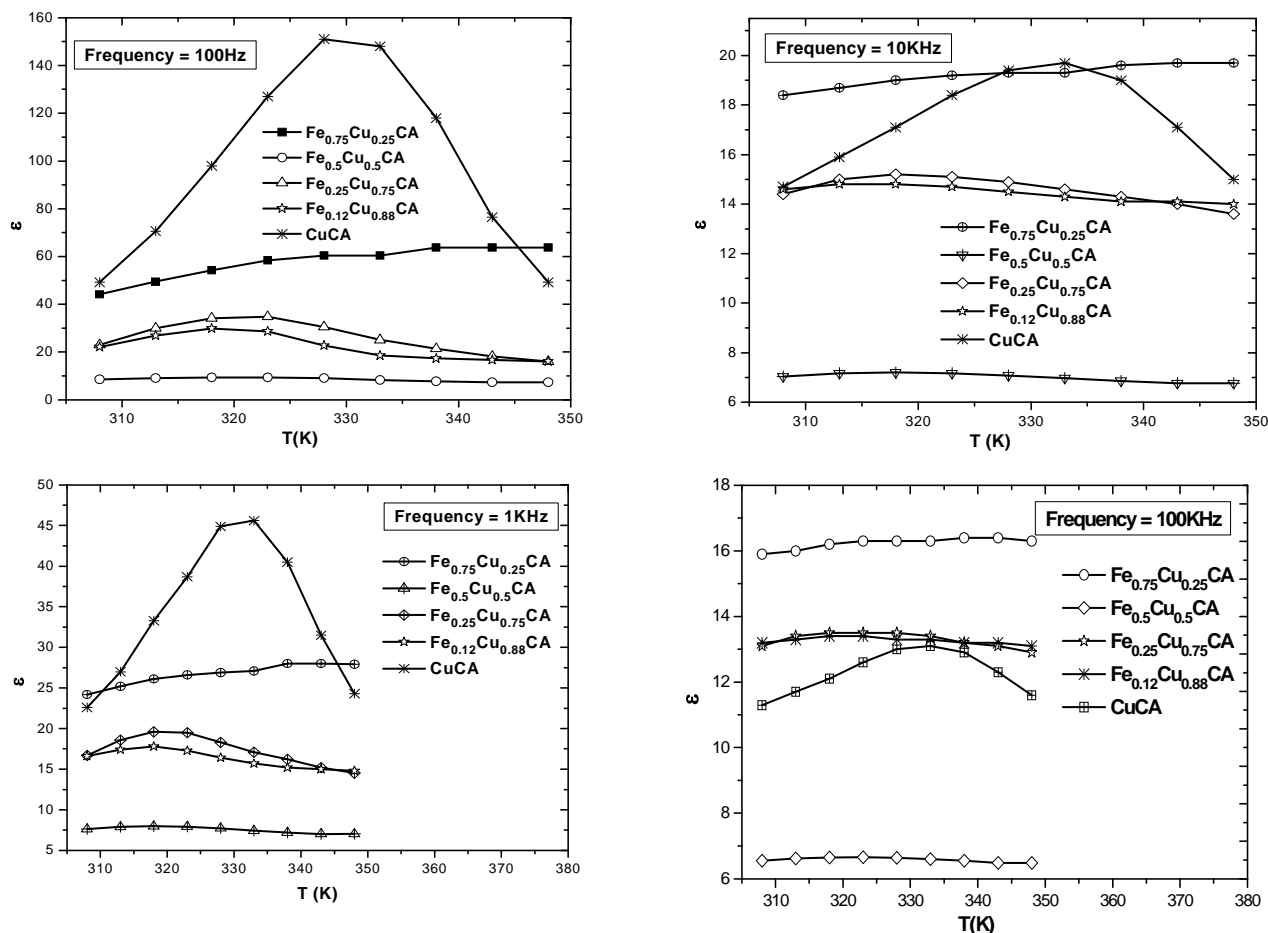 Frequency = 100Hz
ε
160
140
120
100
80
60
40
20
0
Fe0.75Cu0.25CA
Fe0.5Cu0.5CA
Fe0.25Cu0.75CA
Fe0.12Cu0.88CA
CuCA
310 320 330 340 350
T(K)
Frequency = 10KHz
ε
20
18
16
14
12
10
8
6
Fe0.75Cu0.25CA
Fe0.5Cu0.5CA
Fe0.25Cu0.75CA
Fe0.12Cu0.88CA
CuCA
310 320 330 340 350
T (K)
Frequency = 1KHz
ε
50
45
40
35
30
25
20
15
10
5
Fe0.75Cu0.25CA
Fe0.5Cu0.5CA
Fe0.25Cu0.75CA
Fe0.12Cu0.88CA
CuCA
310 320 330 340 350 360 370 380
T (K)
Frequency = 100KHz
ε
18
16
14
12
10
8
6
Fe0.75Cu0.25CA
Fe0.5Cu0.5CA
Fe0.25Cu0.75CA
Fe0.12Cu0.88CA
CuCA
310 320 330 340 350 360 370 380
T(K)